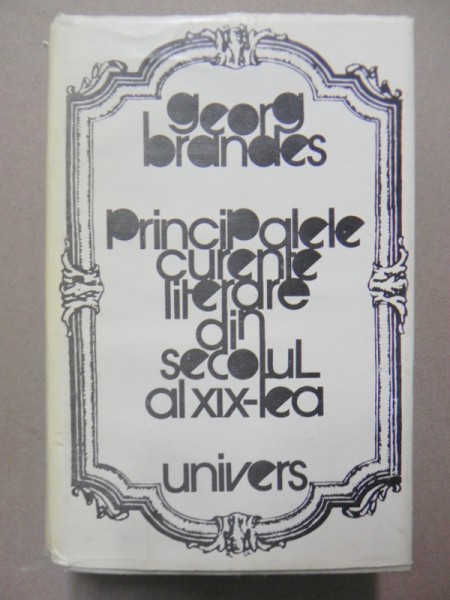 georg
brandes
principalele
curente
literare
din
secolul
al xix-lea
univers